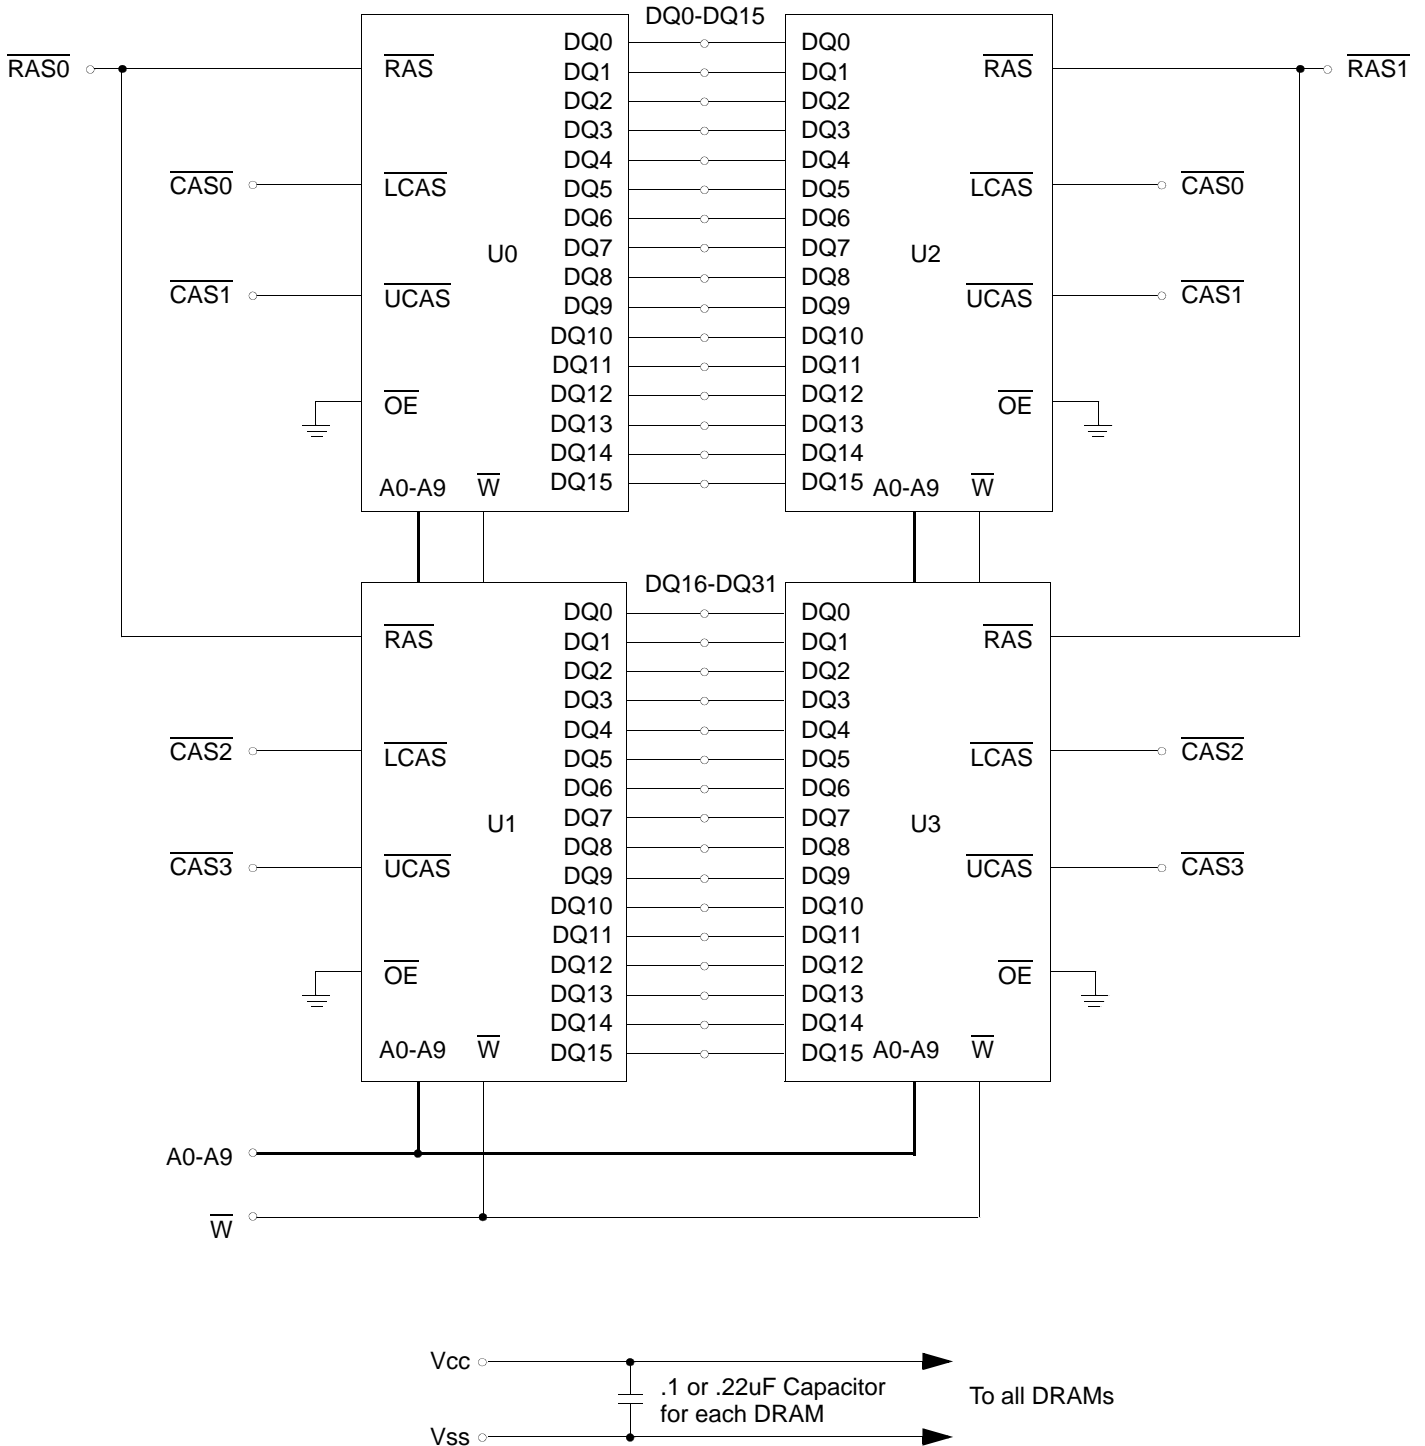 DQ0-DQ15
DQ0 DQ0
RAS0 RAS RAS RAS1
DQ1 DQ1
DQ2 DQ2
DQ3 DQ3
DQ4 DQ4
CAS0 LCAS DQ5 DQ5 LCAS CAS0
DQ6 DQ6
DQ7 DQ7
U0 U2
DQ8 DQ8
CAS1 UCAS DQ9 DQ9 UCAS CAS1
DQ10 DQ10
DQ11 DQ11
DQ12 DQ12
OE OE
DQ13 DQ13
DQ14 DQ14
A0-A9 W DQ15 DQ15 A0-A9 W
DQ16-DQ31
DQ0 DQ0
RAS DQ1 DQ1 RAS
DQ2 DQ2
DQ3 DQ3
DQ4 DQ4
CAS2 LCAS DQ5 DQ5 LCAS CAS2
DQ6 DQ6
DQ7 DQ7
U1 U3
DQ8 DQ8
CAS3 UCAS DQ9 DQ9 UCAS CAS3
DQ10 DQ10
DQ11 DQ11
DQ12 DQ12
OE OE
DQ13 DQ13
DQ14 DQ14
A0-A9 W DQ15 DQ15 A0-A9 W
A0-A9
W
Vcc
.1 or .22uF Capacitor
To all DRAMs
for each DRAM
Vss